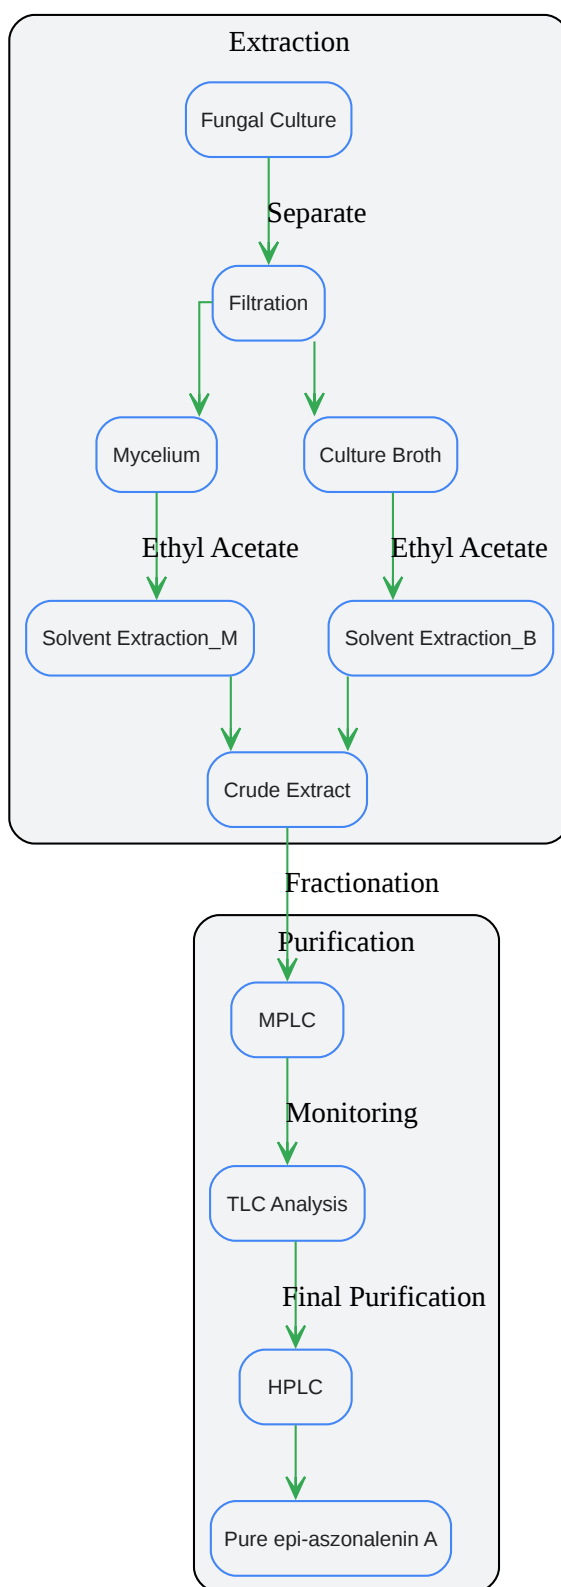 Extraction
Fungal Culture
Separate
Filtration
Mycelium
Culture Broth
Ethyl Acetate
Ethyl Acetate
Solvent Extraction_M
Solvent Extraction_B
Crude Extract
Fractionation
Purification
MPLC
Monitoring
TLC Analysis
Final Purification
HPLC
Pure epi-aszonalenin A